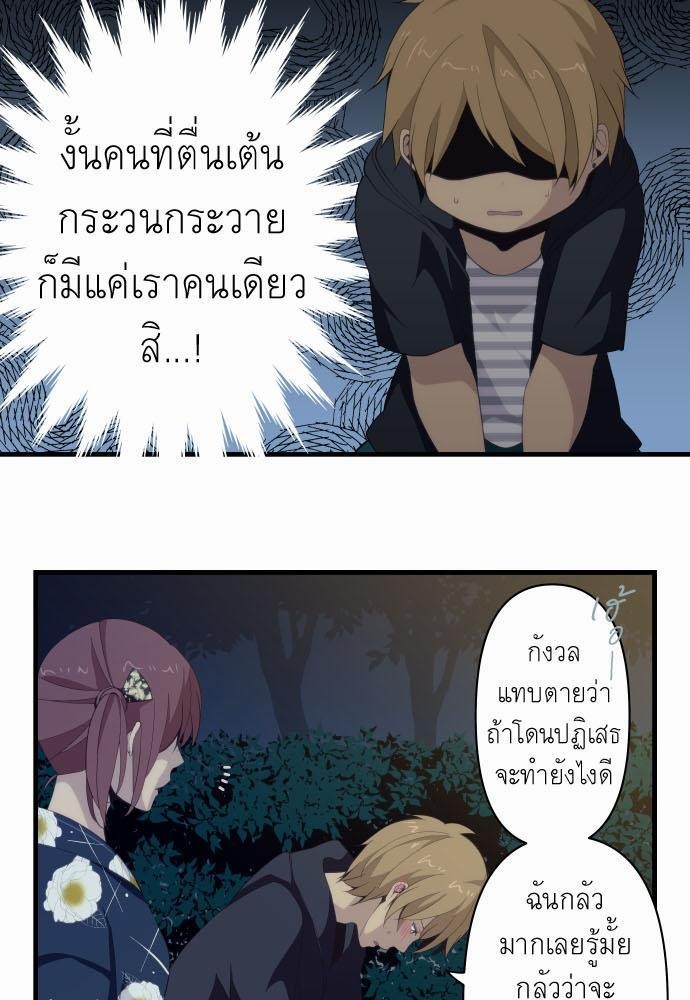 งั้นคนที่ตื่นเต้น
กระวนกระวาย
ก็มีแค่เราคนเดียว
สิ...!
เฮ้อ
กังวล
แทบตายว่า
ถ้าโดนปฏิเสธ
จะทำยังไงดี
ฉันกลัว
มากเลยรู้มั้ย
กลัวว่าจะ